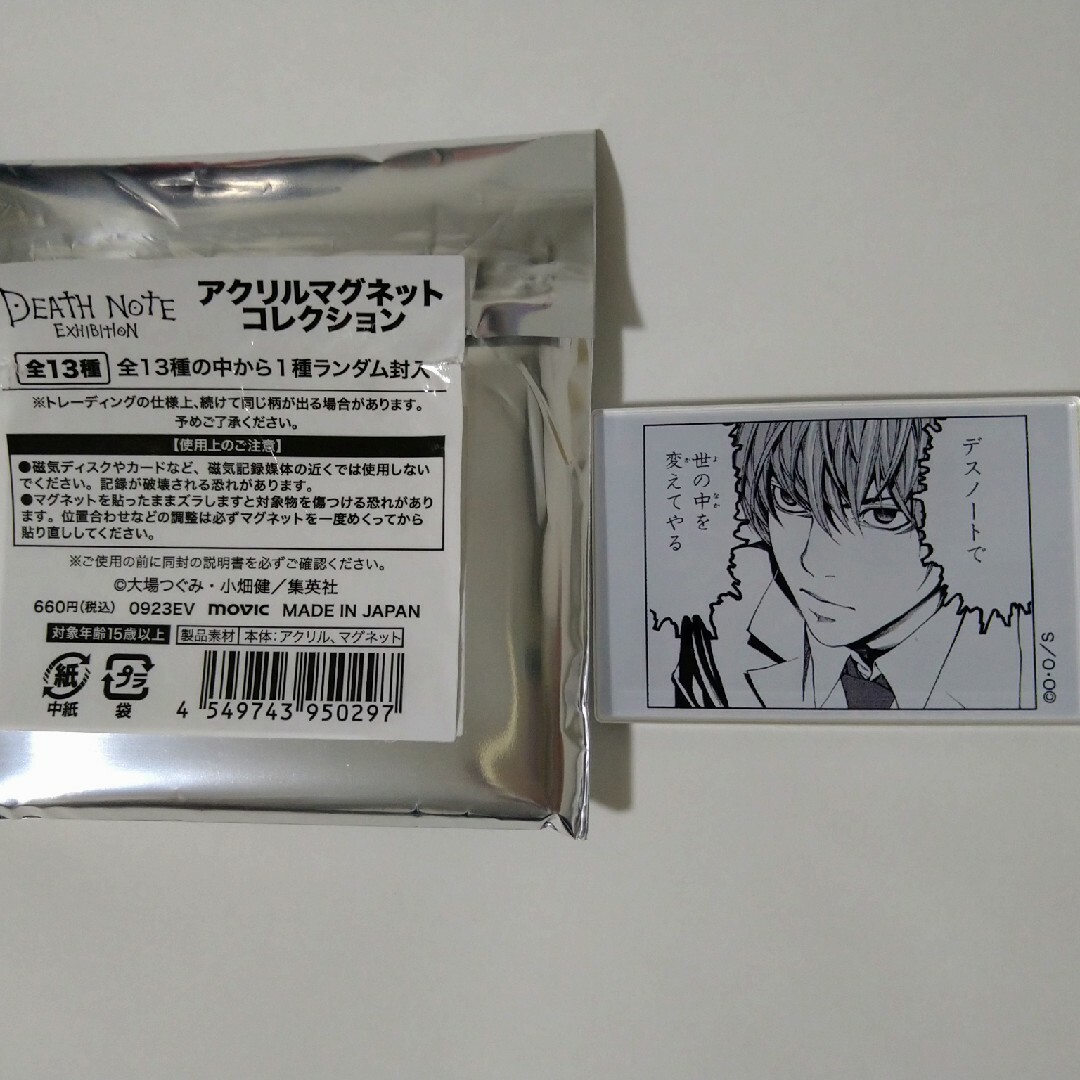 DEATH NOTE
EXHIBITION
アクリルマグネット
コレクション
全13種 全13種の中から1種ランダム封入
※トレーディングの仕様上、続けて同じ柄が出る場合があります。
予めご了承ください。
【使用上のご注意】
●磁気ディスクやカードなど、磁気記録媒体の近くでは使用しない
でください。記録が破壊される恐れがあります。
●マグネットを貼ったままズラしますと対象物を傷つける恐れがあり
ます。位置合わせなどの調整は必ずマグネットを一度めくってから
貼り直ししてください。
※ご使用の前に同封の説明書を必ずご確認ください。
©大場つぐみ・小畑健／集英社
660円(税込) 0923EV movic MADE IN JAPAN
対象年齢15歳以上 製品素材 本体：アクリル、マグネット
紙 プラ
中紙 袋
4 549743 950297
デスノートで
世の中を
変えてやる
よ なか
か
©O・O/S